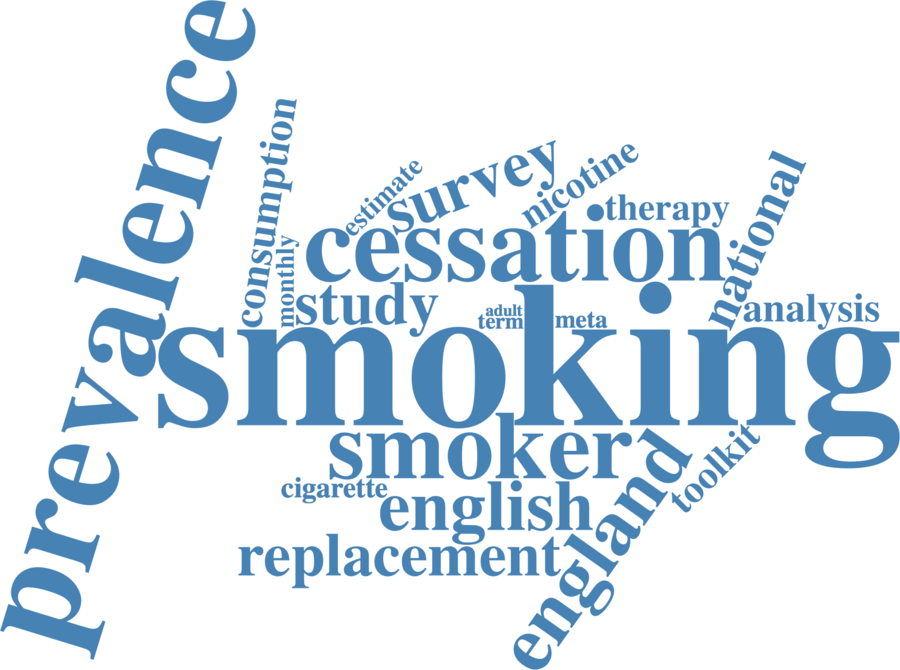 prevalence
consumption
monthly
estimate
survey
nicotine
therapy
national
cessation
study
adult
term
meta
analysis
smoking
smoker
cigarette
english
england
toolkit
replacement